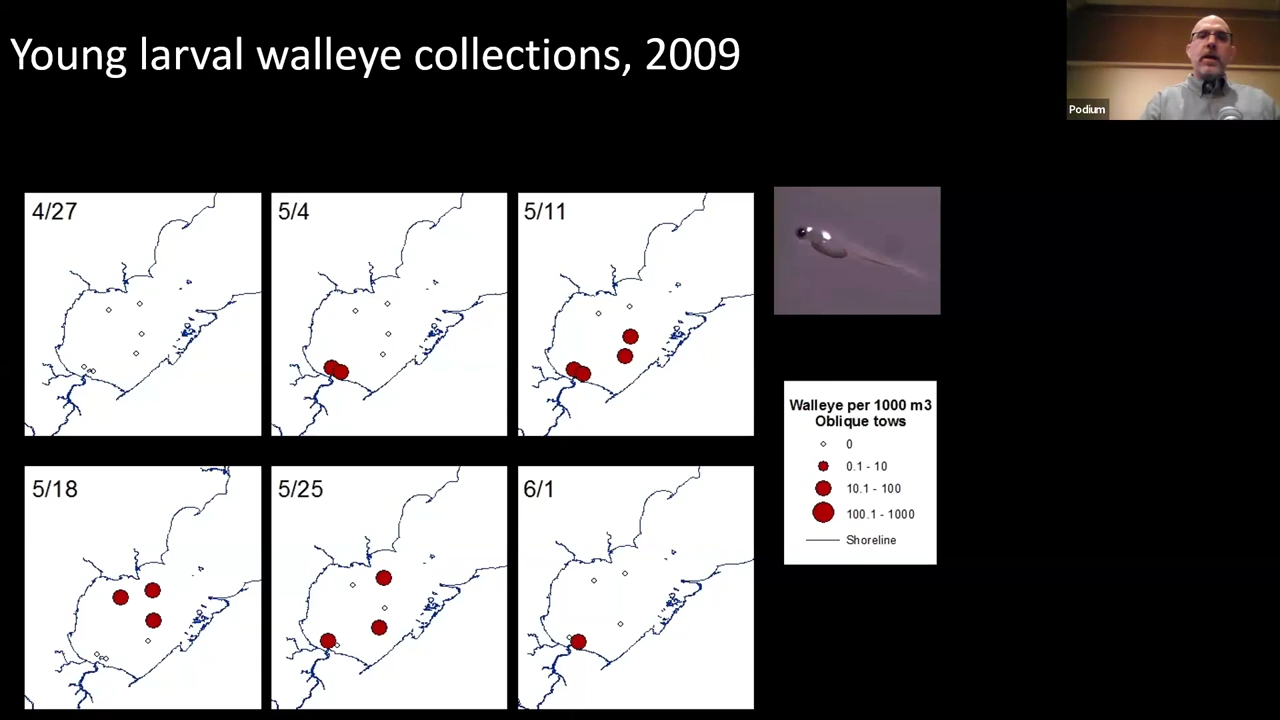 Young larval walleye collections, 2009
Podium
4/27
5/4
5/11
5/18
5/25
6/1
Walleye per 1000 m3
Oblique tows
0
0.1 - 10
10.1 - 100
100.1 - 1000
Shoreline